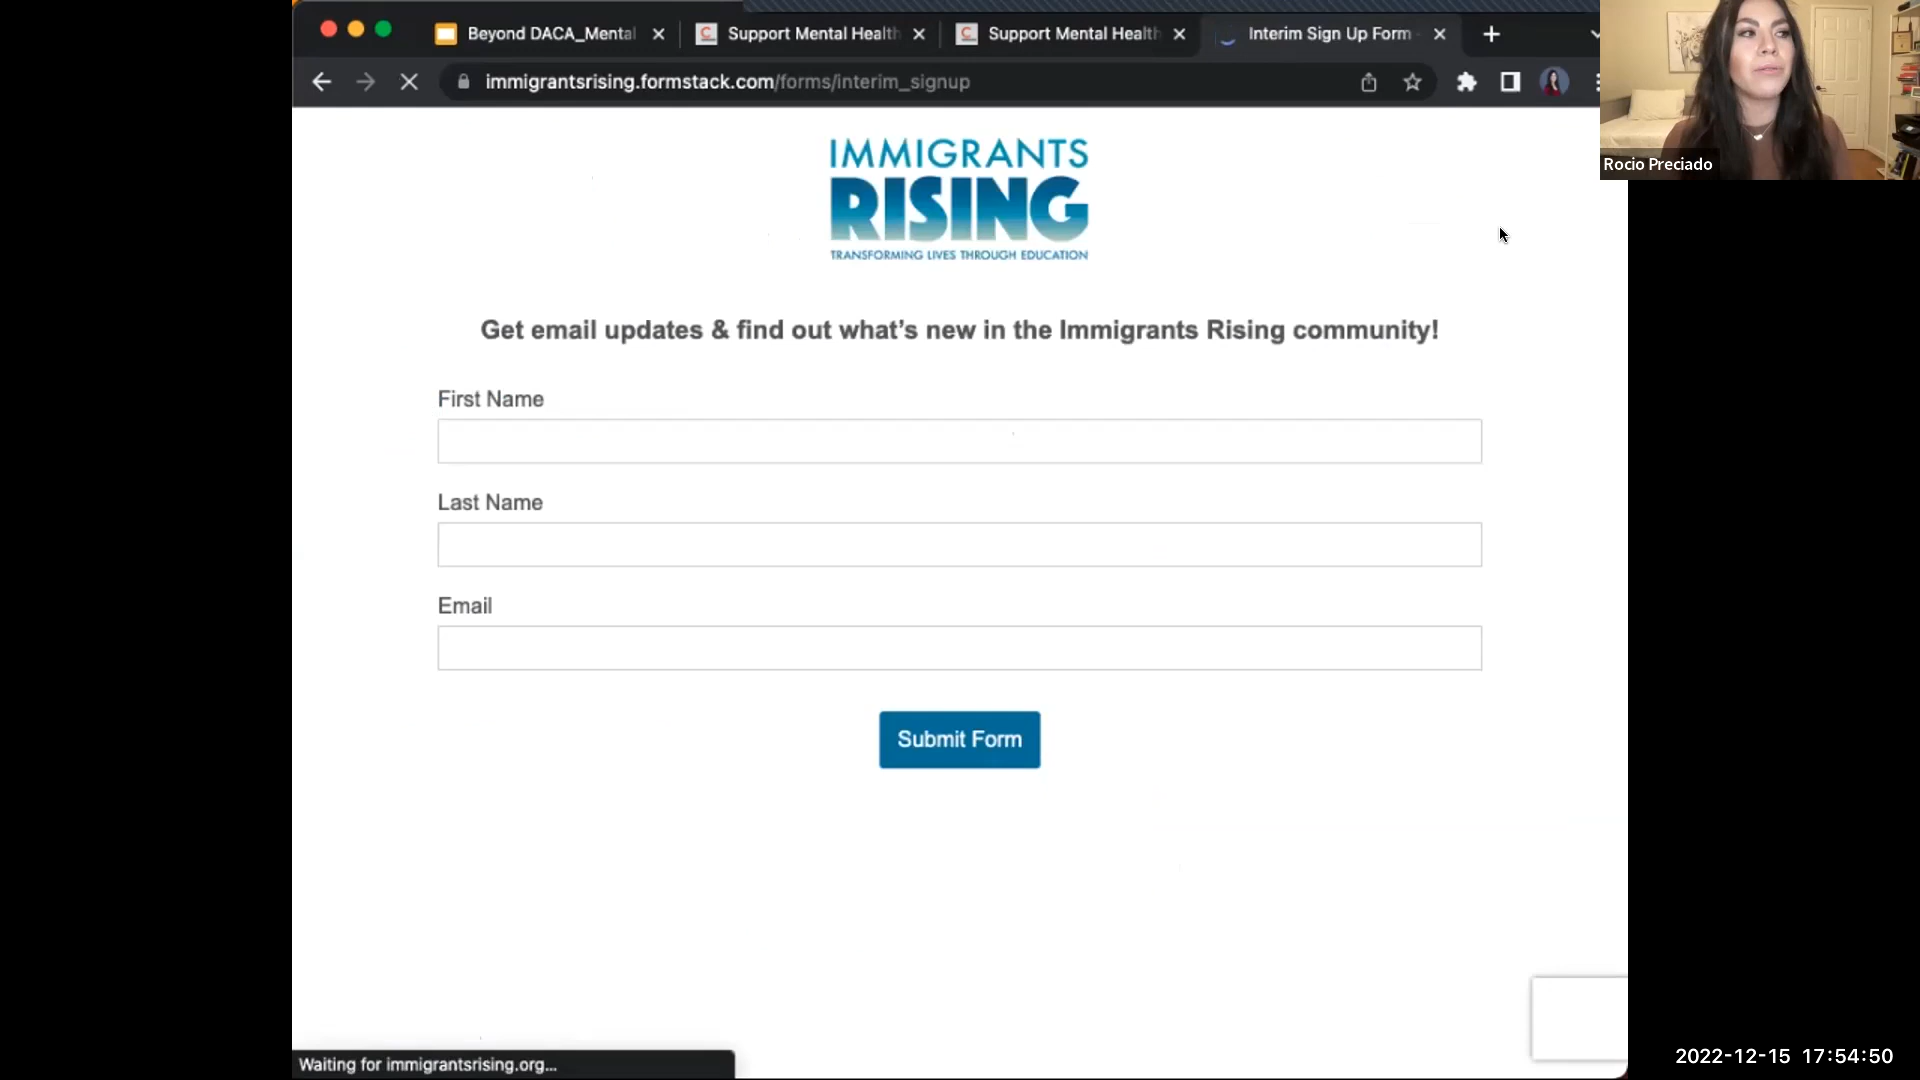 Beyond DACA_Mental
Support Mental Health
Support Mental Health
Interim Sign Up Form
immigrantsrising.formstack.com/forms/interim_signup
Rocio Preciado
IMMIGRANTS
RISING
TRANSFORMING LIVES THROUGH EDUCATION
Get email updates & find out what’s new in the Immigrants Rising community!
First Name
Last Name
Email
Submit Form
Waiting for immigrantsrising.org...
2022-12-15 17:54:50